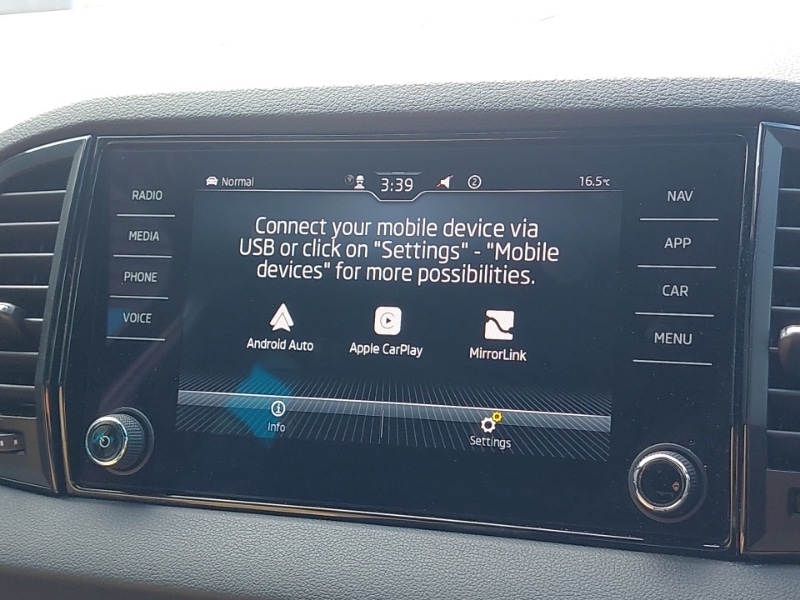 Normal
3:39
2
16.5°C
RADIO
MEDIA
PHONE
VOICE
Connect your mobile device via
USB or click on "Settings" - "Mobile
devices" for more possibilities.
Android Auto
Apple CarPlay
MirrorLink
Info
Settings
NAV
APP
CAR
MENU